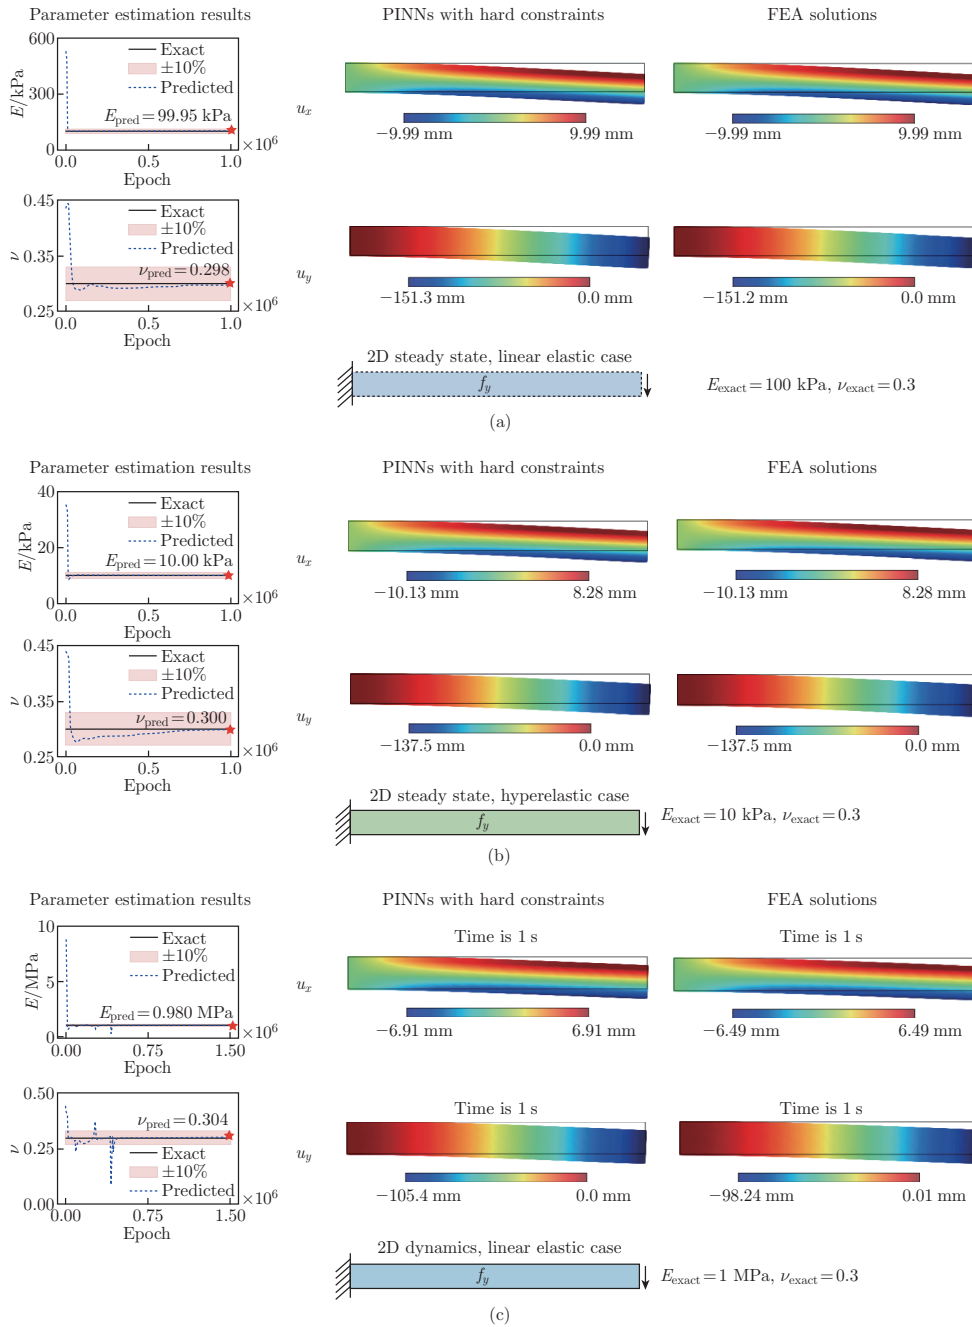 Parameter estimation results
PINNs with hard constraints
FEA solutions
600
300
0
E/kPa
Exact
±10%
Predicted
E_pred=99.95 kPa
0.0
0.5
1.0
×10⁶
Epoch
u_x
−9.99 mm
9.99 mm
−9.99 mm
9.99 mm
0.45
0.35
0.25
ν
Exact
±10%
Predicted
ν_pred=0.298
0.0
0.5
1.0
×10⁶
Epoch
u_y
−151.3 mm
0.0 mm
−151.2 mm
0.0 mm
2D steady state, linear elastic case
f_y
E_exact=100 kPa, ν_exact=0.3
(a)
Parameter estimation results
PINNs with hard constraints
FEA solutions
40
20
0
E/kPa
Exact
±10%
Predicted
E_pred=10.00 kPa
0.0
0.5
1.0
×10⁶
Epoch
u_x
−10.13 mm
8.28 mm
−10.13 mm
8.28 mm
0.45
0.35
0.25
ν
Exact
±10%
Predicted
ν_pred=0.300
0.0
0.5
1.0
×10⁶
Epoch
u_y
−137.5 mm
0.0 mm
−137.5 mm
0.0 mm
2D steady state, hyperelastic case
f_y
E_exact=10 kPa, ν_exact=0.3
(b)
Parameter estimation results
PINNs with hard constraints
FEA solutions
10
5
0
E/MPa
Exact
±10%
Predicted
E_pred=0.980 MPa
0.00
0.75
1.50
×10⁶
Epoch
Time is 1 s
Time is 1 s
u_x
−6.91 mm
6.91 mm
−6.49 mm
6.49 mm
0.50
0.25
0.00
ν
ν_pred=0.304
Exact
±10%
Predicted
0.00
0.75
1.50
×10⁶
Epoch
Time is 1 s
Time is 1 s
u_y
−105.4 mm
0.0 mm
−98.24 mm
0.01 mm
2D dynamics, linear elastic case
f_y
E_exact=1 MPa, ν_exact=0.3
(c)